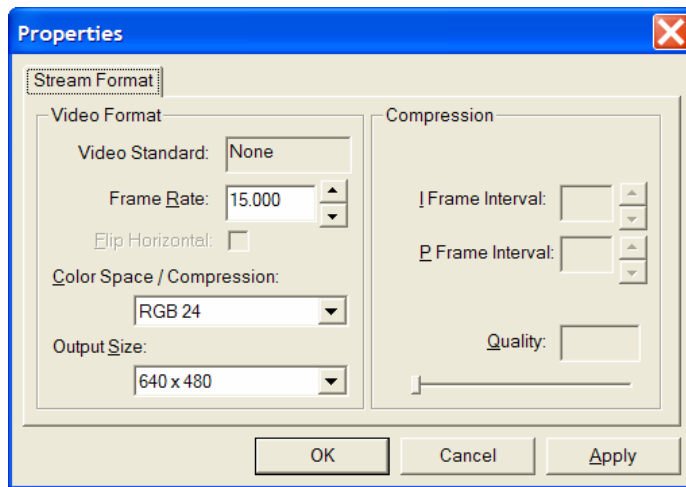 Properties
Stream Format
Video Format
Video Standard: None
Frame Rate: 15.000
Flip Horizontal:
Color Space / Compression:
RGB 24
Output Size:
640 x 480
Compression
I Frame Interval:
P Frame Interval:
Quality:
OK Cancel Apply